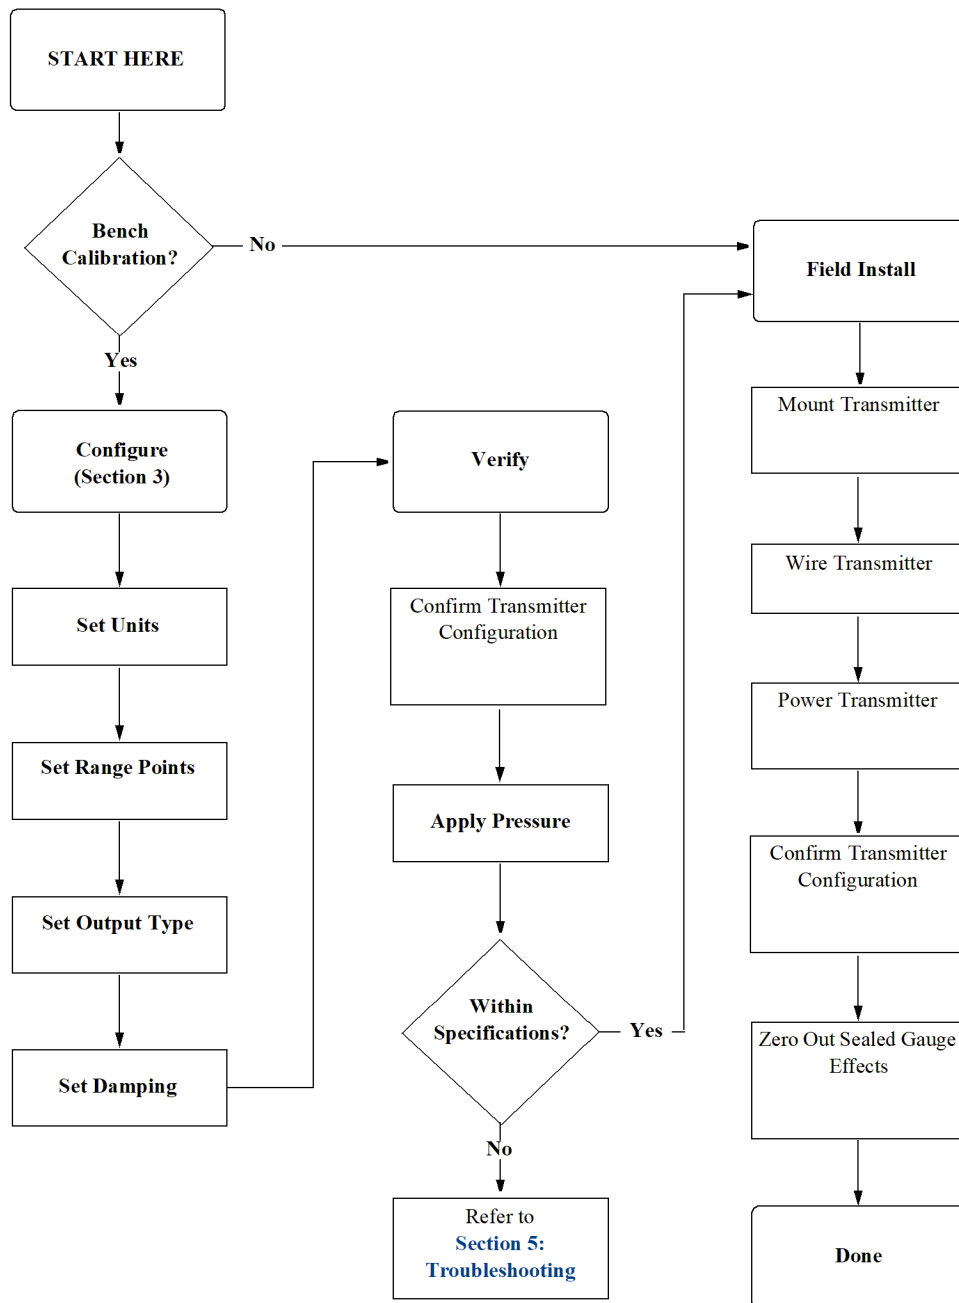 START HERE
Bench
Calibration?
No
Yes
Configure
(Section 3)
Set Units
Set Range Points
Set Output Type
Set Damping
Verify
Confirm Transmitter
Configuration
Apply Pressure
Within
Specifications?
Yes
No
Refer to
Section 5:
Troubleshooting
Field Install
Mount Transmitter
Wire Transmitter
Power Transmitter
Confirm Transmitter
Configuration
Zero Out Sealed Gauge
Effects
Done